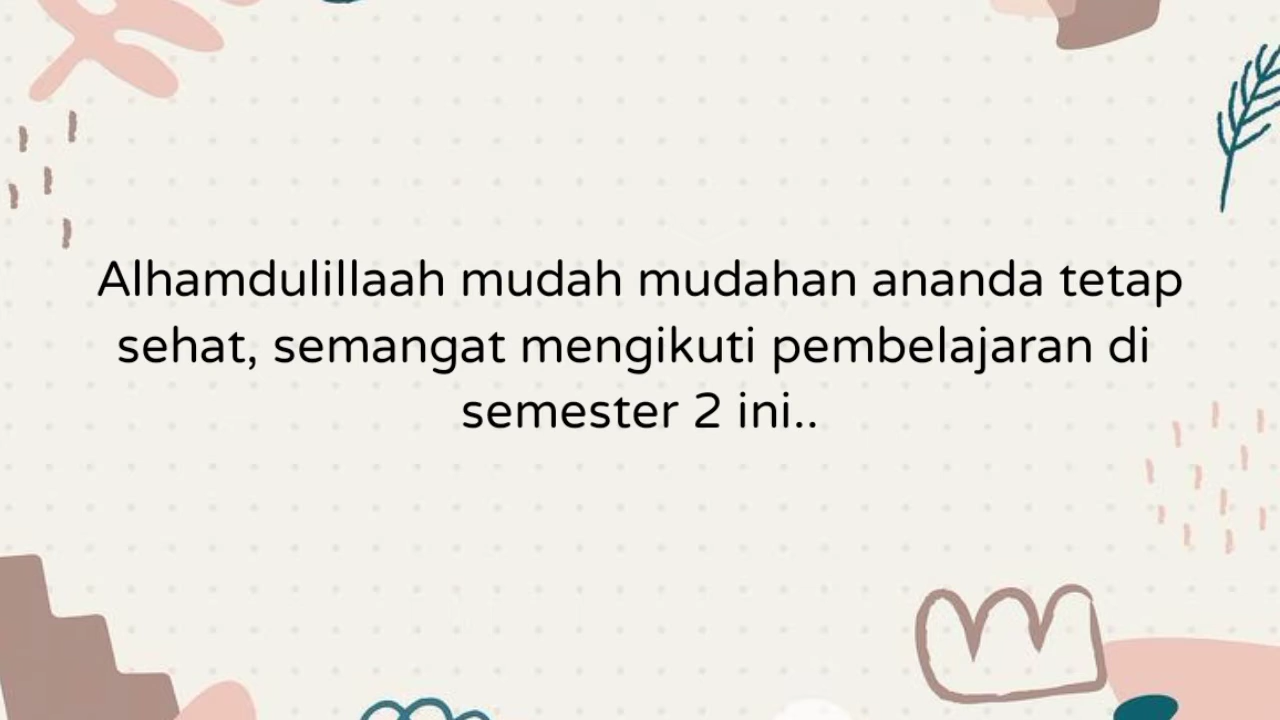 Alhamdulillaah mudah mudahan ananda tetap
sehat, semangat mengikuti pembelajaran di
semester 2 ini..